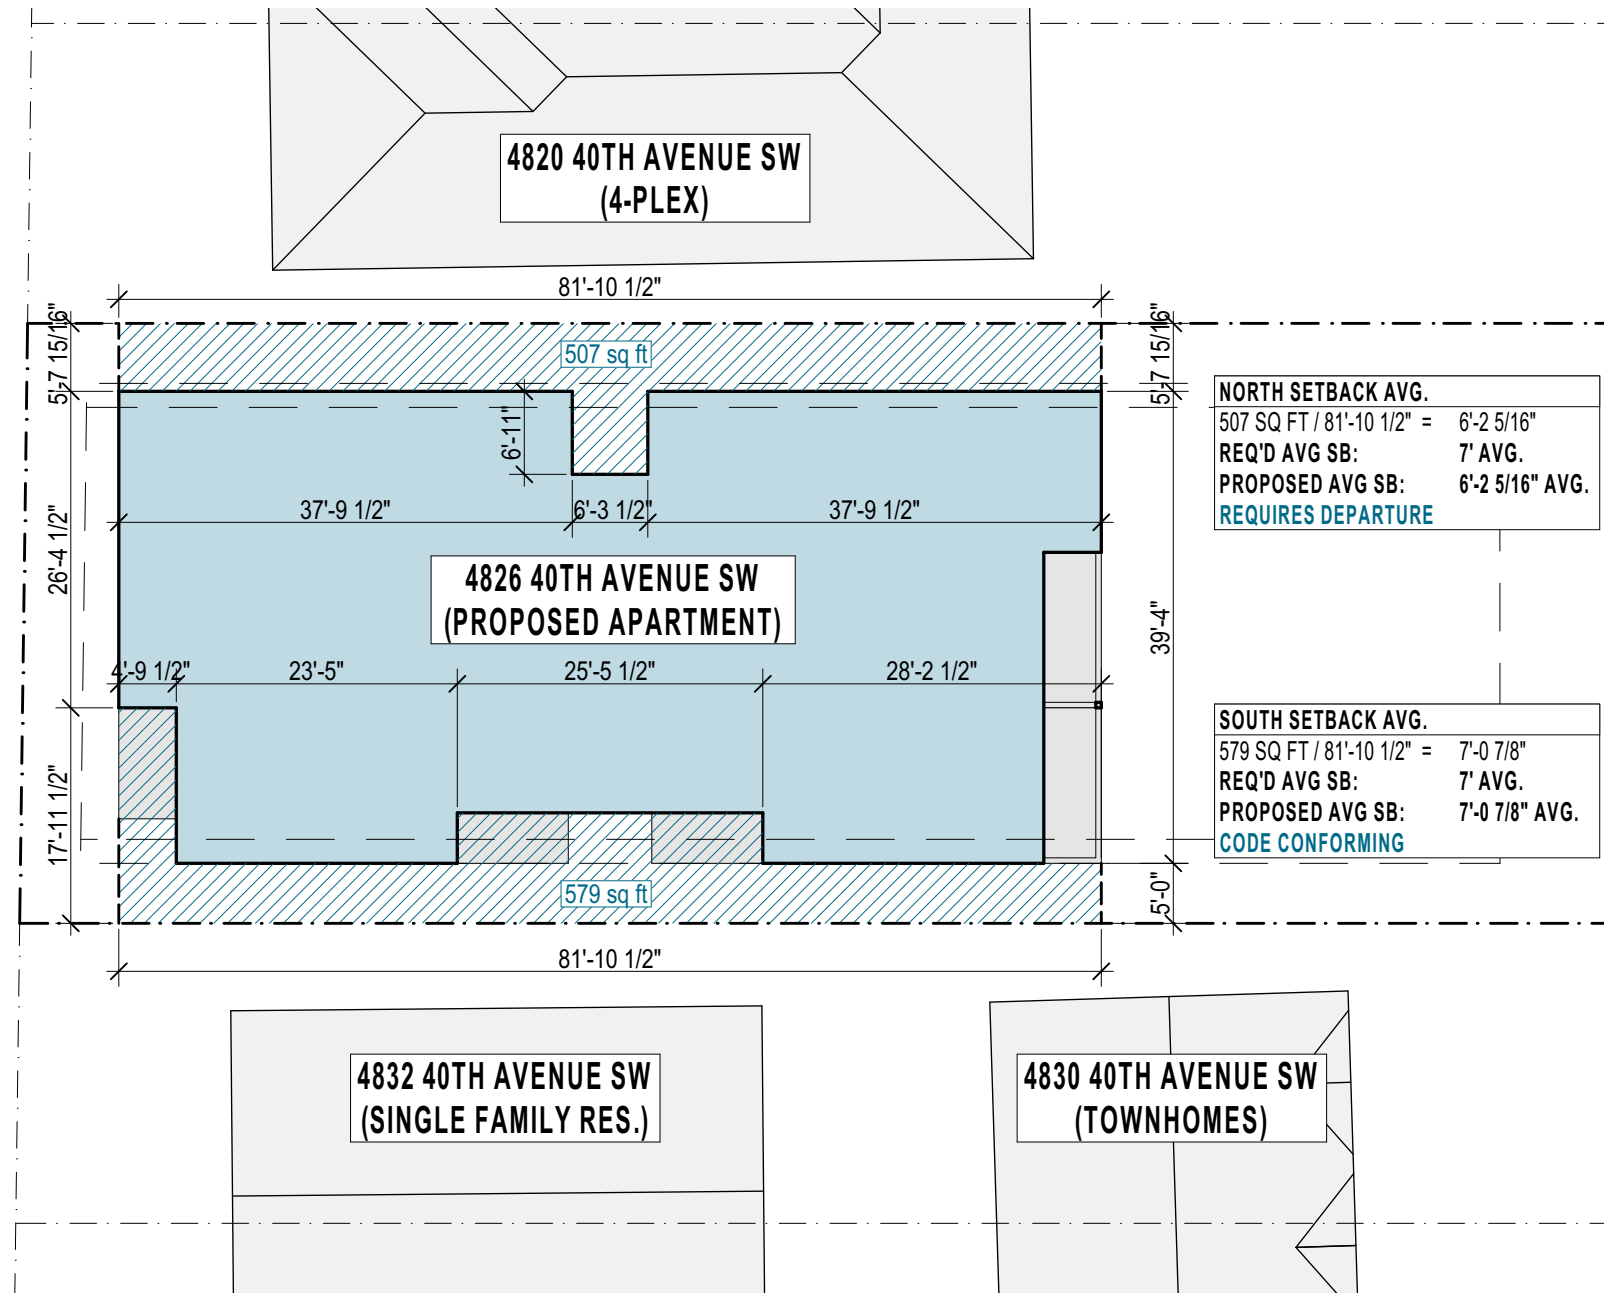 4820 40TH AVENUE SW
(4-PLEX)
81'-10 1/2"
5'-7 15/16"
5'-7 15/16"
507 sq ft
NORTH SETBACK AVG.
507 SQ FT / 81'-10 1/2" = 6'-2 5/16"
REQ'D AVG SB: 7' AVG.
PROPOSED AVG SB: 6'-2 5/16" AVG.
REQUIRES DEPARTURE
6'-11"
37'-9 1/2" 6'-3 1/2" 37'-9 1/2"
26'-4 1/2"
4826 40TH AVENUE SW
(PROPOSED APARTMENT)
39'-4"
4'-9 1/2" 23'-5" 25'-5 1/2" 28'-2 1/2"
SOUTH SETBACK AVG.
579 SQ FT / 81'-10 1/2" = 7'-0 7/8"
REQ'D AVG SB: 7' AVG.
PROPOSED AVG SB: 7'-0 7/8" AVG.
CODE CONFORMING
17'-11 1/2"
579 sq ft
5'-0"
81'-10 1/2"
4832 40TH AVENUE SW
(SINGLE FAMILY RES.)
4830 40TH AVENUE SW
(TOWNHOMES)